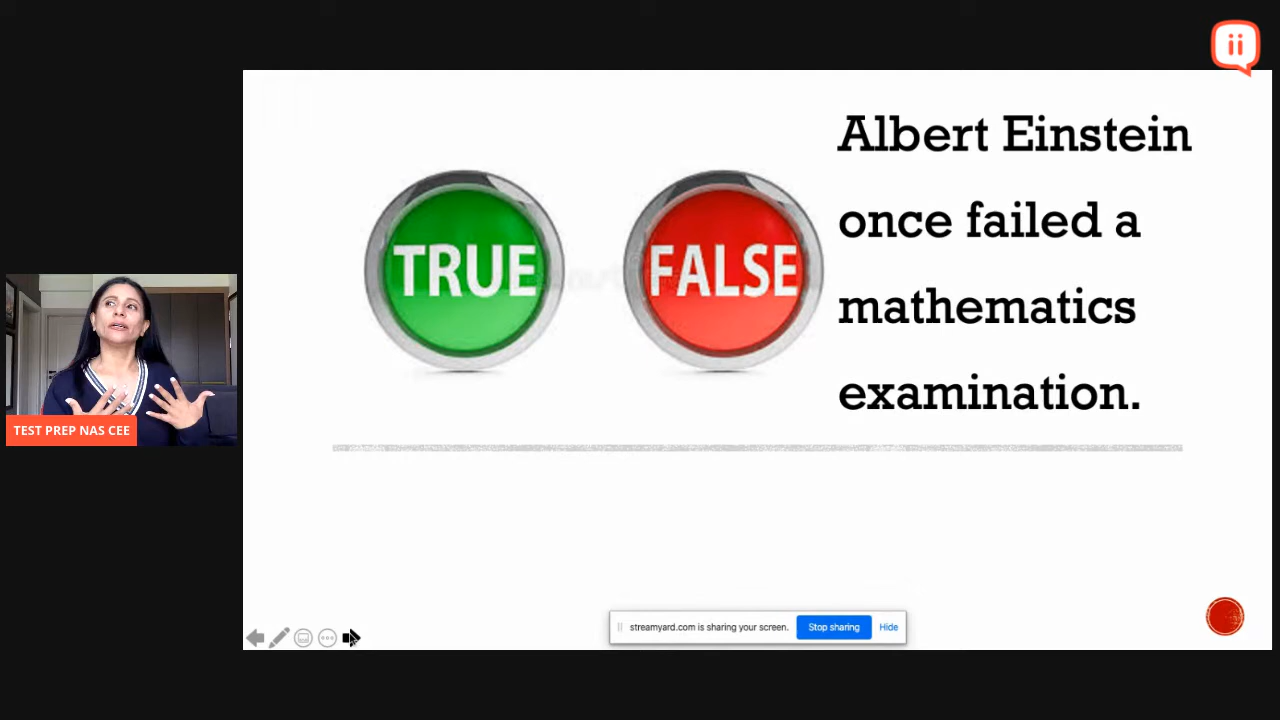 Albert Einstein
once failed a
mathematics
examination.
TRUE
FALSE
TEST PREP NAS CEE
streamyard.com is sharing your screen.
Stop sharing
Hide